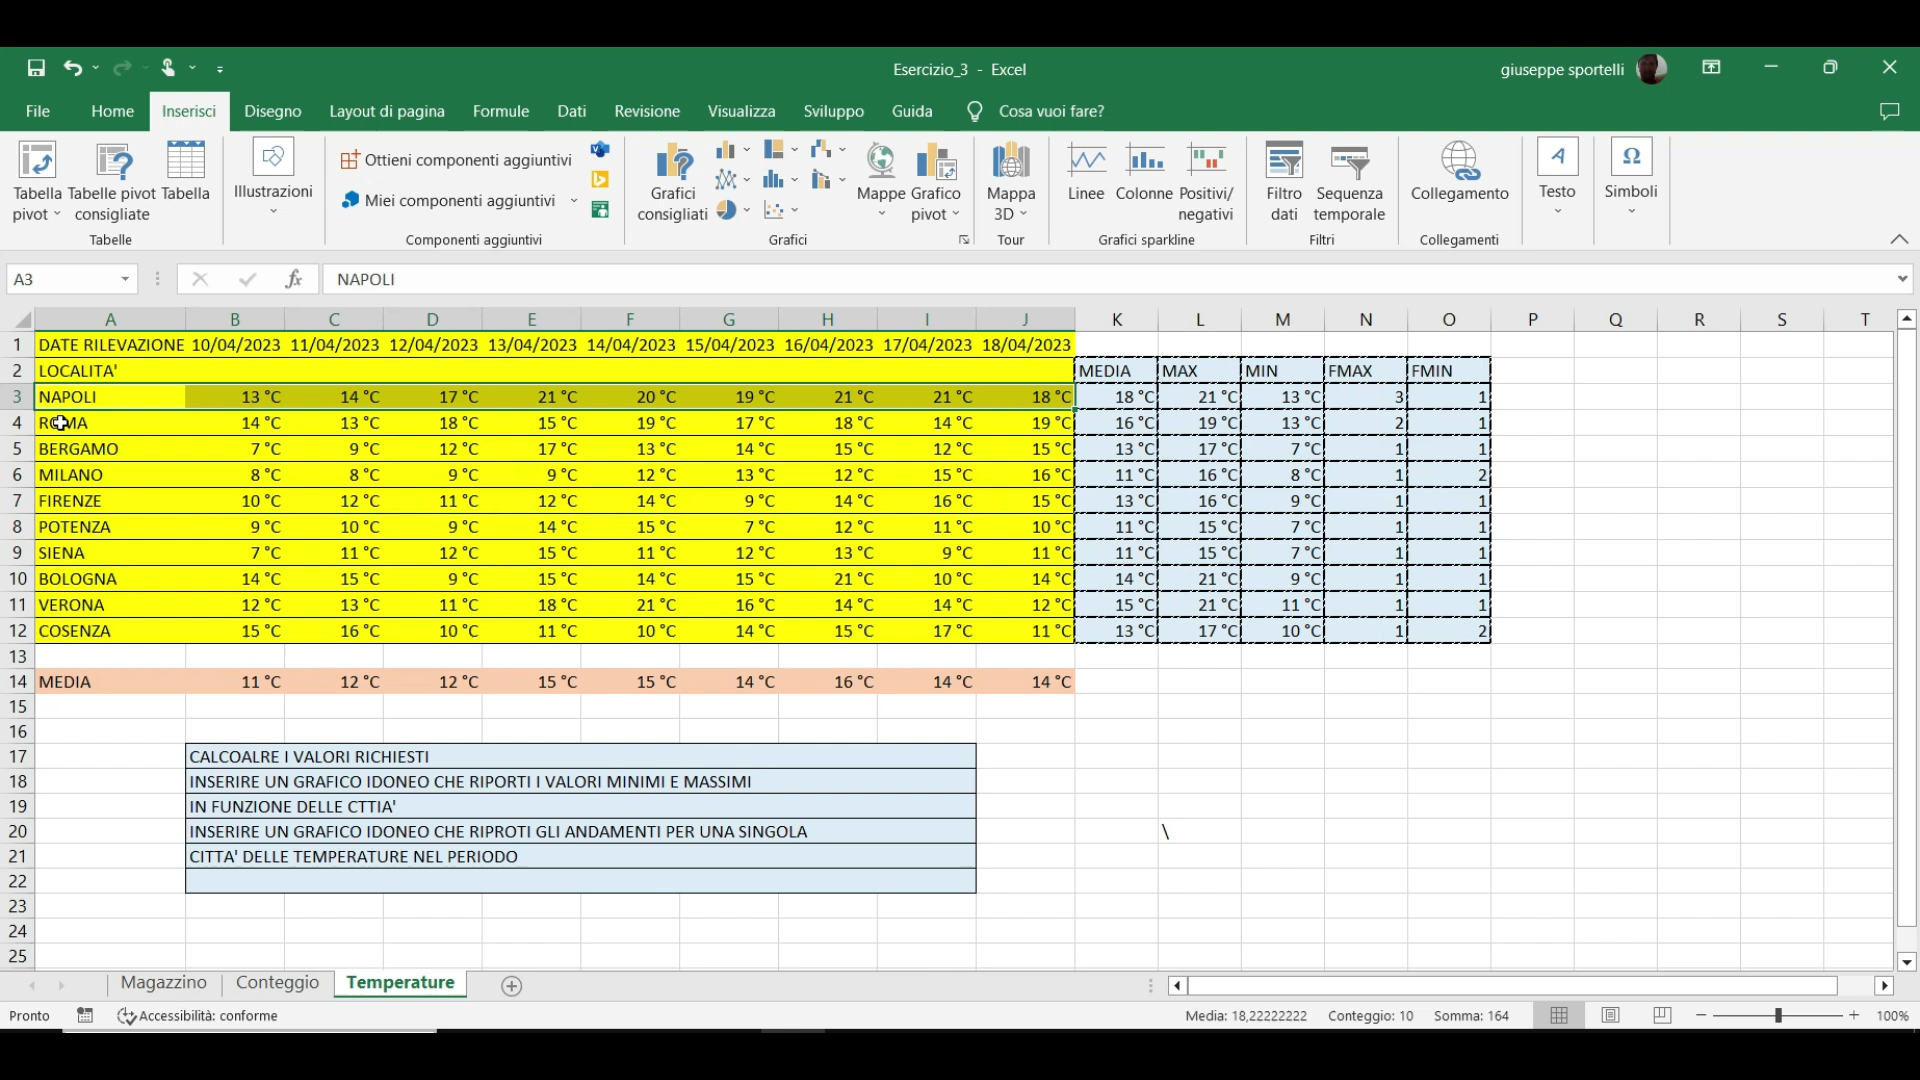 Esercizio_3 - Excel
giuseppe sportelli
File Home Inserisci Disegno Layout di pagina Formule Dati Revisione Visualizza Sviluppo Guida Cosa vuoi fare?
Tabella pivot
Tabelle pivot consigliate
Tabella
Tabelle
Illustrazioni
Ottieni componenti aggiuntivi
Miei componenti aggiuntivi
Componenti aggiuntivi
Grafici consigliati
Mappe
Grafico pivot
Grafici
Mappa 3D
Tour
Linee
Colonne
Positivi/ negativi
Grafici sparkline
Filtro dati
Sequenza temporale
Filtri
Collegamento
Collegamenti
Testo
Simboli
A3 fx NAPOLI
A B C D E F G H I J K L M N O P Q R S T
1 DATE RILEVAZIONE 10/04/2023 11/04/2023 12/04/2023 13/04/2023 14/04/2023 15/04/2023 16/04/2023 17/04/2023 18/04/2023
2 LOCALITA' MEDIA MAX MIN FMAX FMIN
3 NAPOLI 13 °C 14 °C 17 °C 21 °C 20 °C 19 °C 21 °C 21 °C 18 °C 18 °C 21 °C 13 °C 3 1
4 ROMA 14 °C 13 °C 18 °C 15 °C 19 °C 17 °C 18 °C 14 °C 19 °C 16 °C 19 °C 13 °C 2 1
5 BERGAMO 7 °C 9 °C 12 °C 17 °C 13 °C 14 °C 15 °C 12 °C 15 °C 13 °C 17 °C 7 °C 1 1
6 MILANO 8 °C 8 °C 9 °C 9 °C 12 °C 13 °C 12 °C 15 °C 16 °C 11 °C 16 °C 8 °C 1 2
7 FIRENZE 10 °C 12 °C 11 °C 12 °C 14 °C 9 °C 14 °C 16 °C 15 °C 13 °C 16 °C 9 °C 1 1
8 POTENZA 9 °C 10 °C 9 °C 14 °C 15 °C 7 °C 12 °C 11 °C 10 °C 11 °C 15 °C 7 °C 1 1
9 SIENA 7 °C 11 °C 12 °C 15 °C 11 °C 12 °C 13 °C 9 °C 11 °C 11 °C 15 °C 7 °C 1 1
10 BOLOGNA 14 °C 15 °C 9 °C 15 °C 14 °C 15 °C 21 °C 10 °C 14 °C 14 °C 21 °C 9 °C 1 1
11 VERONA 12 °C 13 °C 11 °C 18 °C 21 °C 16 °C 14 °C 14 °C 12 °C 15 °C 21 °C 11 °C 1 1
12 COSENZA 15 °C 16 °C 10 °C 11 °C 10 °C 14 °C 15 °C 17 °C 11 °C 13 °C 17 °C 10 °C 1 2
13
14 MEDIA 11 °C 12 °C 12 °C 15 °C 15 °C 14 °C 16 °C 14 °C 14 °C
15
16
17 CALCOALRE I VALORI RICHIESTI
18 INSERIRE UN GRAFICO IDONEO CHE RIPORTI I VALORI MINIMI E MASSIMI
19 IN FUNZIONE DELLE CTTIA'
20 INSERIRE UN GRAFICO IDONEO CHE RIPROTI GLI ANDAMENTI PER UNA SINGOLA \
21 CITTA' DELLE TEMPERATURE NEL PERIODO
22
23
24
25
Magazzino Conteggio Temperature
Pronto Accessibilità: conforme Media: 18,22222222 Conteggio: 10 Somma: 164 100%